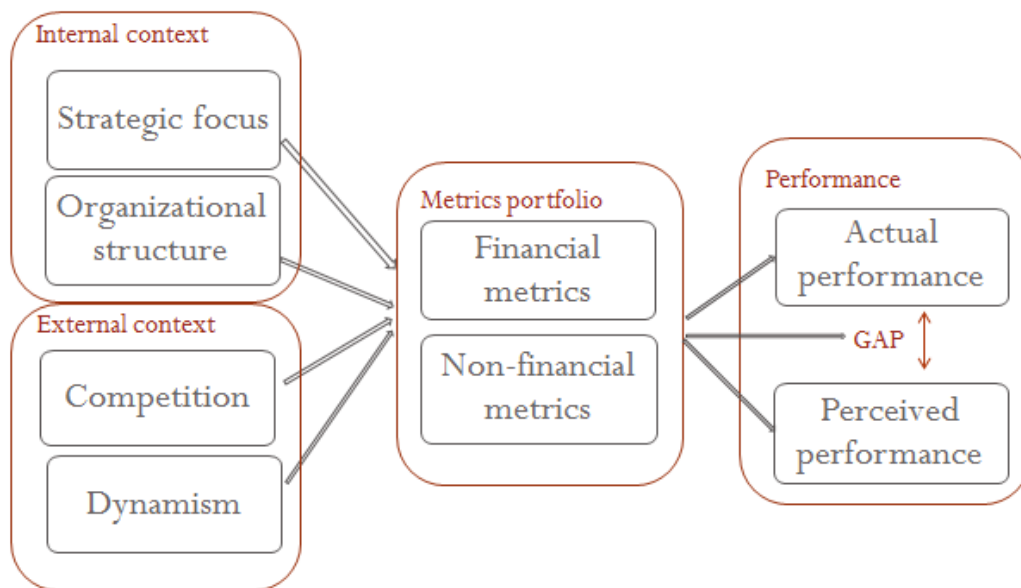 Internal context
Strategic focus
Organizational
structure
External context
Competition
Dynamism
Metrics portfolio
Financial
metrics
Non-financial
metrics
Performance
Actual
performance
GAP
Perceived
performance